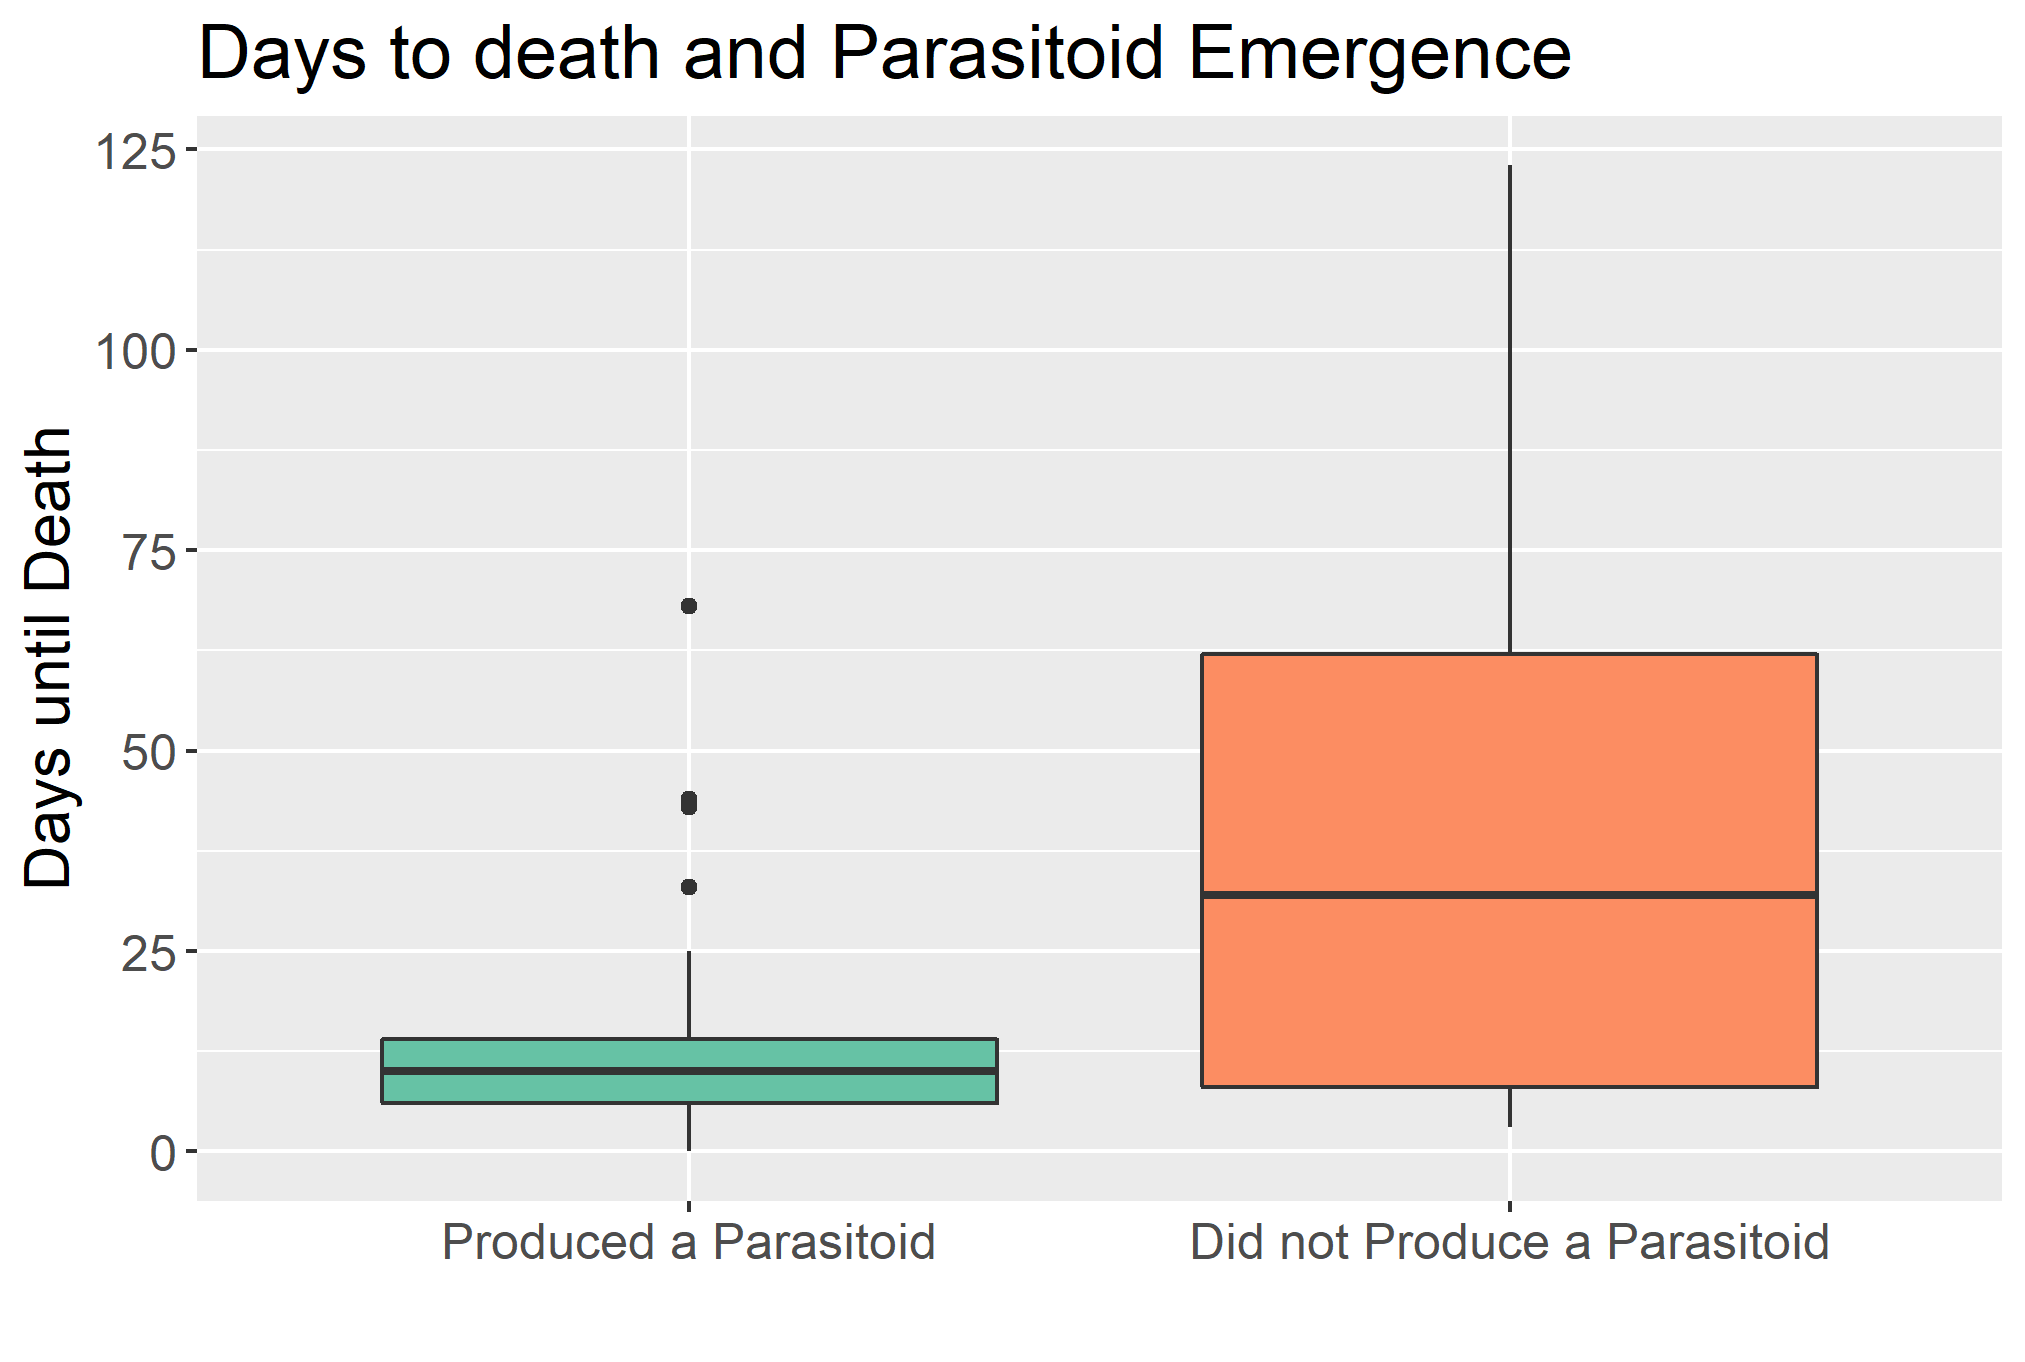 Days to death and Parasitoid Emergence
125
100
75
50
25
0
Days until Death
Produced a Parasitoid
Did not Produce a Parasitoid